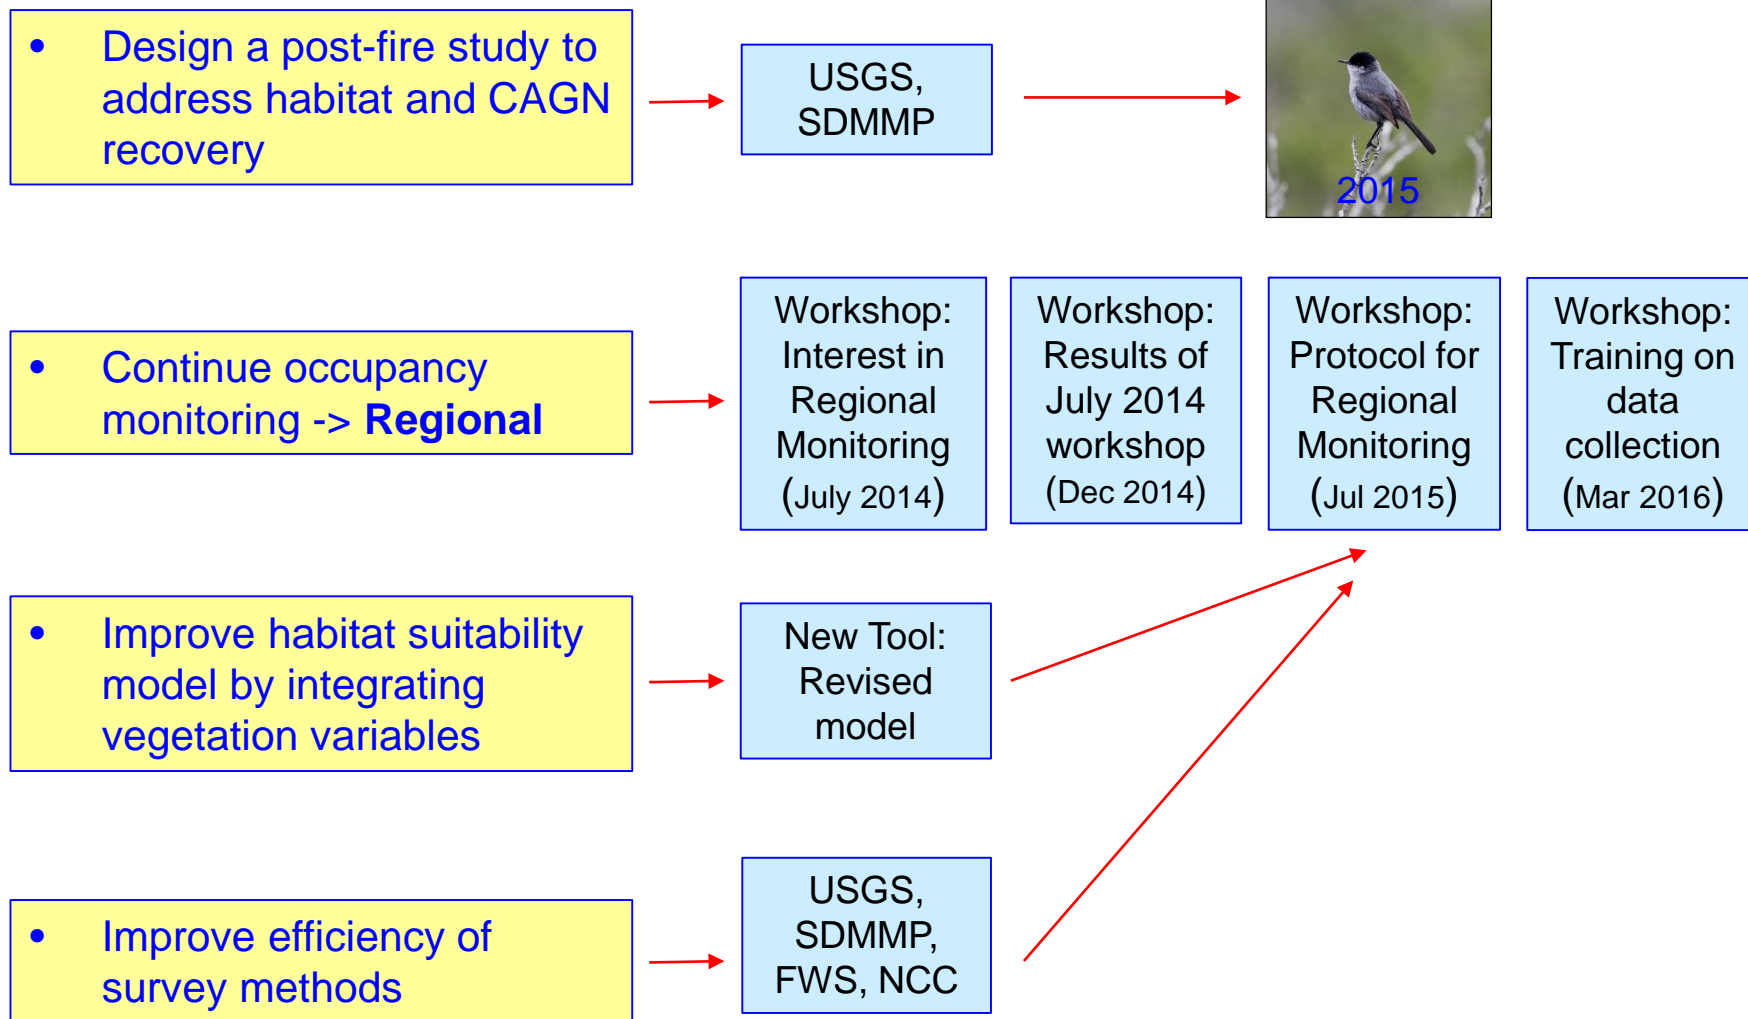 • Design a post-fire study to
address habitat and CAGN
recovery
USGS,
SDMMP
2015
• Continue occupancy
monitoring -> Regional
Workshop:
Interest in
Regional
Monitoring
(July 2014)
Workshop:
Results of
July 2014
workshop
(Dec 2014)
Workshop:
Protocol for
Regional
Monitoring
(Jul 2015)
Workshop:
Training on
data
collection
(Mar 2016)
• Improve habitat suitability
model by integrating
vegetation variables
New Tool:
Revised
model
• Improve efficiency of
survey methods
USGS,
SDMMP,
FWS, NCC